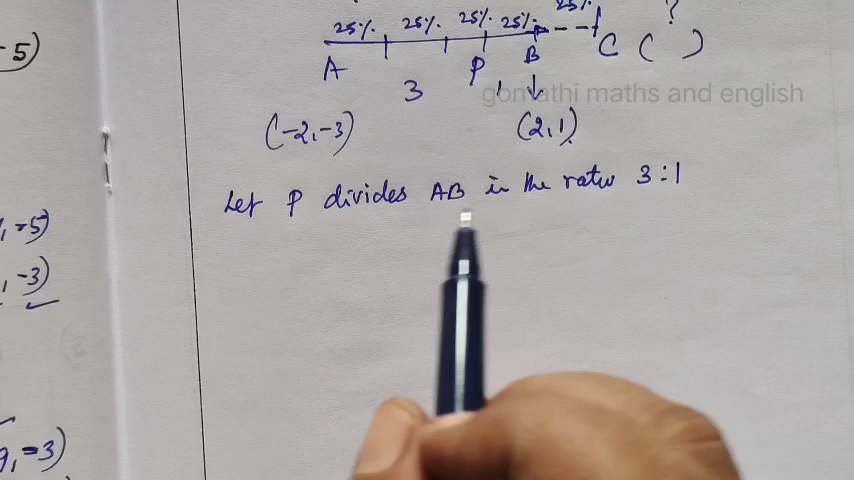 25%.
- 5)
25%. 25%. 25%. 25%. ?
A 3 P 1 B C ( )
gomathi maths and english
(-2, -3) (2, 1)
Let P divides AB in the ratio 3 : 1
, = 5)
, -3)
, = 3)